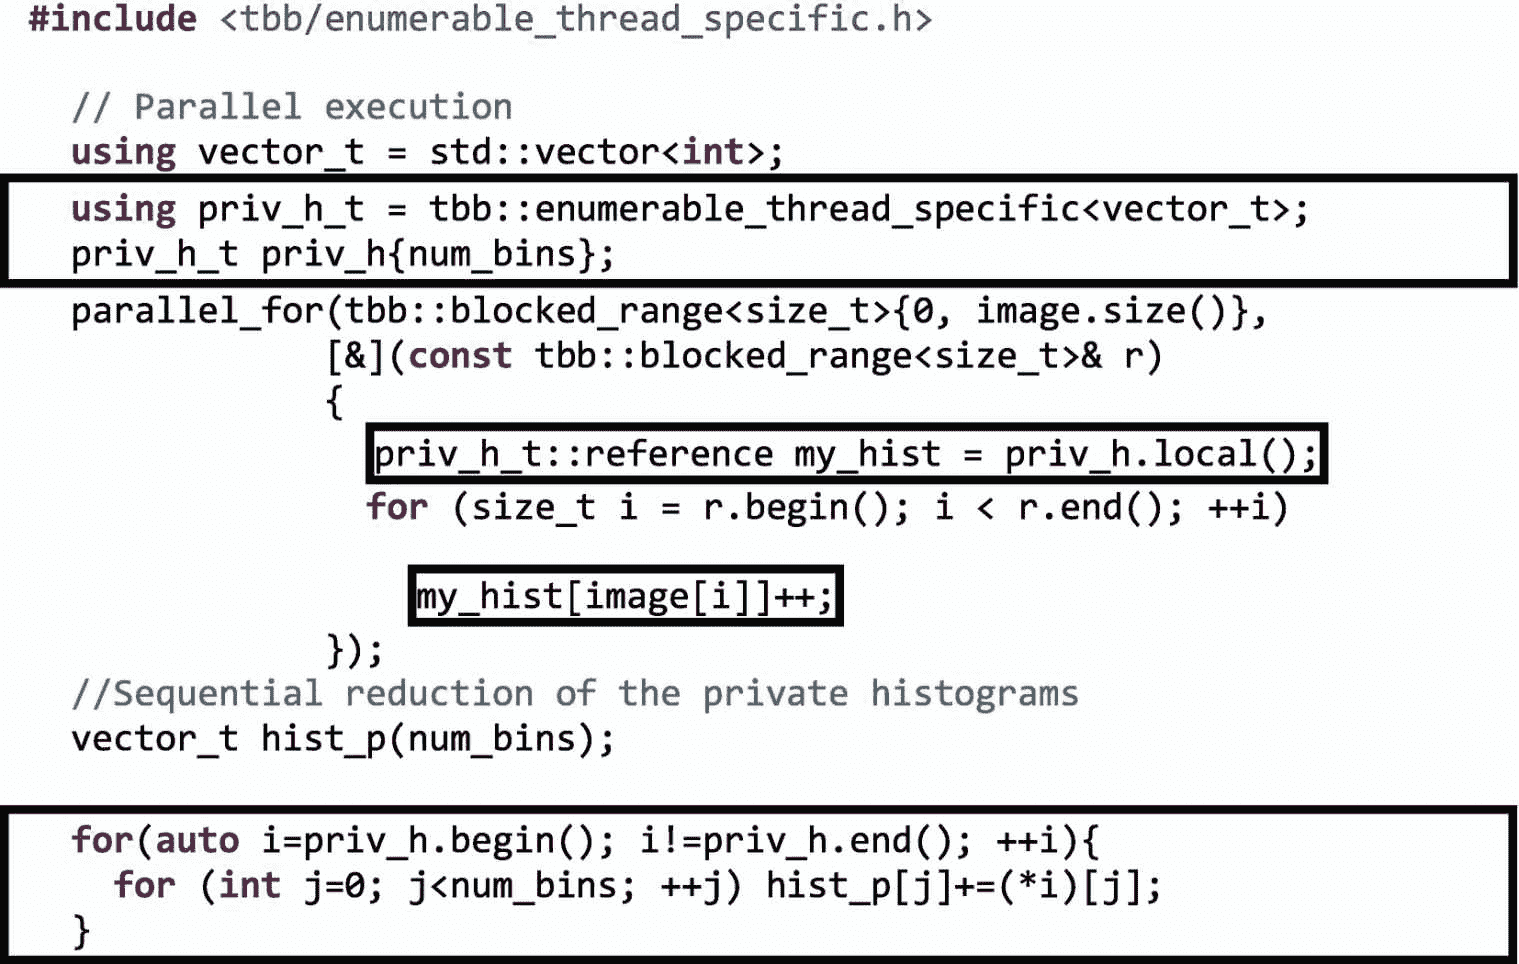 #include <tbb/enumerable_thread_specific.h>
// Parallel execution
using vector_t = std::vector<int>;
using priv_h_t = tbb::enumerable_thread_specific<vector_t>;
priv_h_t priv_h{num_bins};
parallel_for(tbb::blocked_range<size_t>{0, image.size()},
[&](const tbb::blocked_range<size_t>& r)
{
priv_h_t::reference my_hist = priv_h.local();
for (size_t i = r.begin(); i < r.end(); ++i)
my_hist[image[i]]++;
});
//Sequential reduction of the private histograms
vector_t hist_p(num_bins);
for(auto i=priv_h.begin(); i!=priv_h.end(); ++i){
for (int j=0; j<num_bins; ++j) hist_p[j]+=(*i)[j];
}